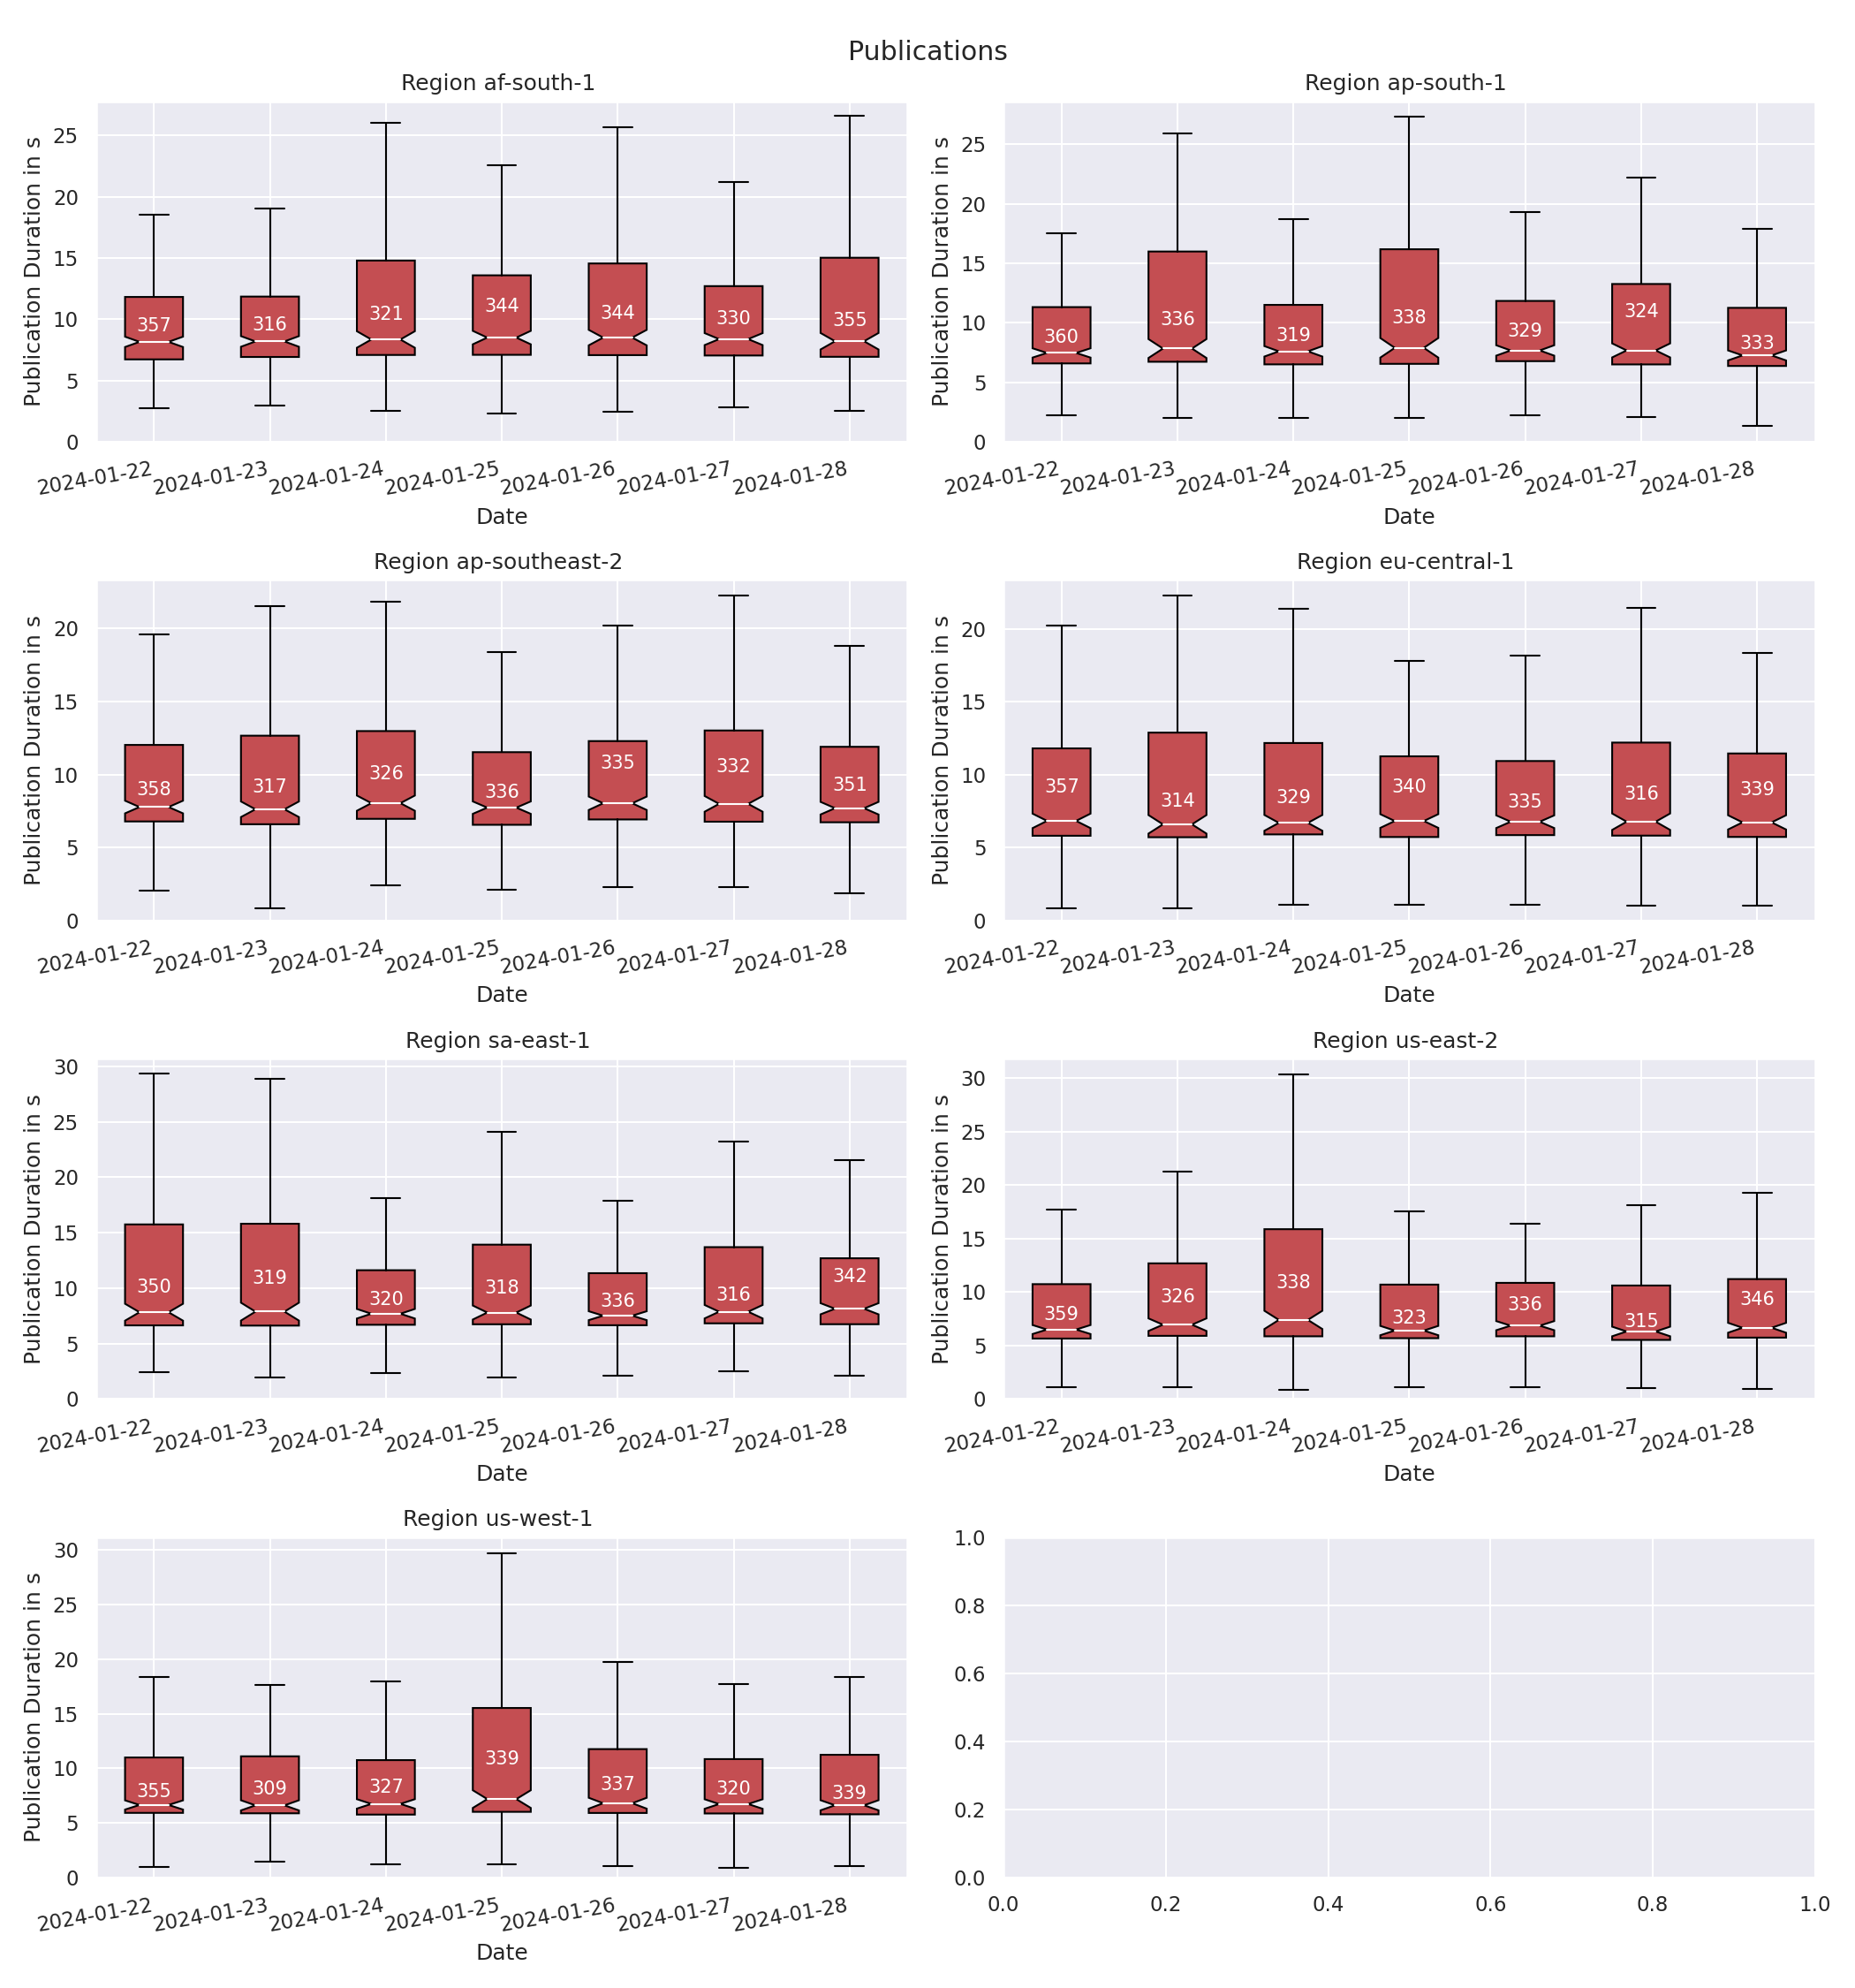 Publications
Region af-south-1
Publication Duration in s
25
20
15
10
5
0
357 316 321 344 344 330 355
2024-01-22 2024-01-23 2024-01-24 2024-01-25 2024-01-26 2024-01-27 2024-01-28
Date
Region ap-south-1
Publication Duration in s
25
20
15
10
5
0
360 336 319 338 329 324 333
2024-01-22 2024-01-23 2024-01-24 2024-01-25 2024-01-26 2024-01-27 2024-01-28
Date
Region ap-southeast-2
Publication Duration in s
20
15
10
5
0
358 317 326 336 335 332 351
2024-01-22 2024-01-23 2024-01-24 2024-01-25 2024-01-26 2024-01-27 2024-01-28
Date
Region eu-central-1
Publication Duration in s
20
15
10
5
0
357 314 329 340 335 316 339
2024-01-22 2024-01-23 2024-01-24 2024-01-25 2024-01-26 2024-01-27 2024-01-28
Date
Region sa-east-1
Publication Duration in s
30
25
20
15
10
5
0
350 319 320 318 336 316 342
2024-01-22 2024-01-23 2024-01-24 2024-01-25 2024-01-26 2024-01-27 2024-01-28
Date
Region us-east-2
Publication Duration in s
30
25
20
15
10
5
0
359 326 338 323 336 315 346
2024-01-22 2024-01-23 2024-01-24 2024-01-25 2024-01-26 2024-01-27 2024-01-28
Date
Region us-west-1
Publication Duration in s
30
25
20
15
10
5
0
355 309 327 339 337 320 339
2024-01-22 2024-01-23 2024-01-24 2024-01-25 2024-01-26 2024-01-27 2024-01-28
Date
1.0
0.8
0.6
0.4
0.2
0.0
0.0 0.2 0.4 0.6 0.8 1.0